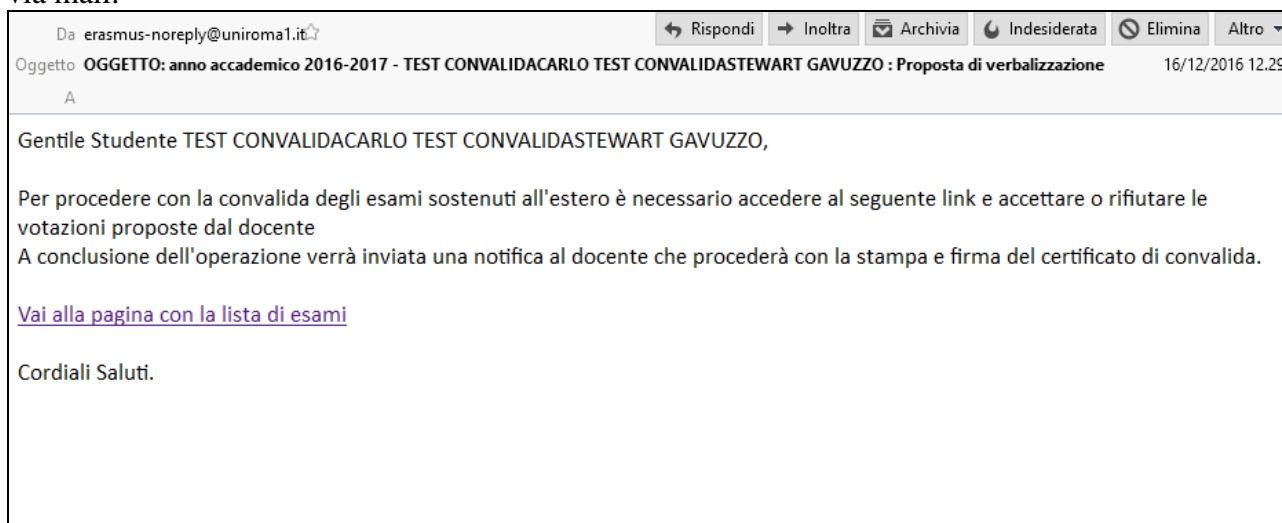 via mail:
Da erasmus-noreply@uniroma1.it Rispondi Inoltra Archivia Indesiderata Elimina Altro
Oggetto OGGETTO: anno accademico 2016-2017 - TEST CONVALIDACARLO TEST CONVALIDASTEWART GAVUZZO : Proposta di verbalizzazione 16/12/2016 12.29
A
Gentile Studente TEST CONVALIDACARLO TEST CONVALIDASTEWART GAVUZZO,
Per procedere con la convalida degli esami sostenuti all'estero è necessario accedere al seguente link e accettare o rifiutare le
votazioni proposte dal docente
A conclusione dell'operazione verrà inviata una notifica al docente che procederà con la stampa e firma del certificato di convalida.
Vai alla pagina con la lista di esami
Cordiali Saluti.